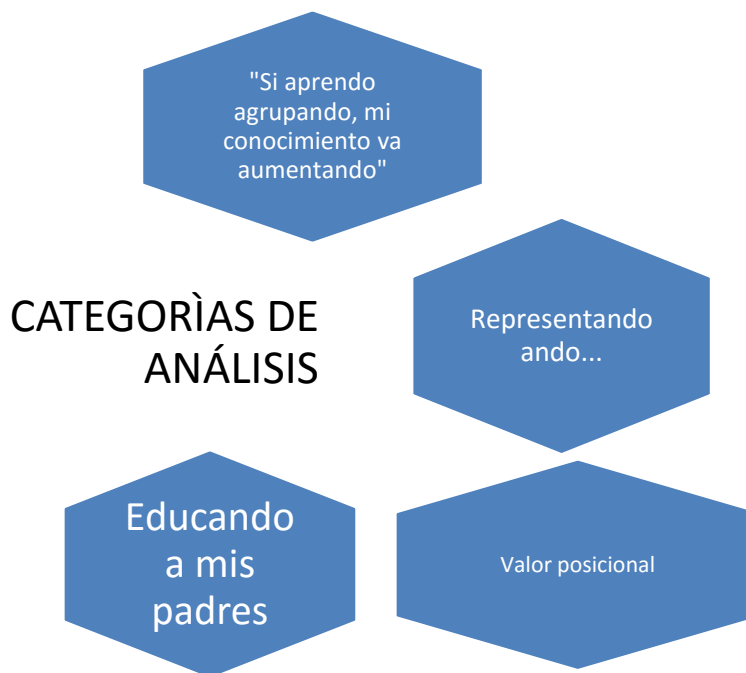 "Si aprendo
agrupando, mi
conocimiento va
aumentando"
CATEGORÌAS DE
ANÁLISIS
Representando
ando...
Educando
a mis
padres
Valor posicional